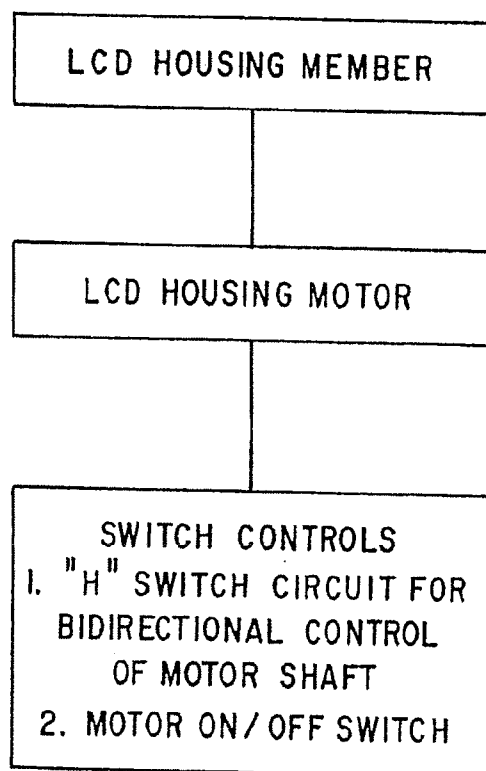 LCD HOUSING MEMBER
LCD HOUSING MOTOR
SWITCH CONTROLS
1. "H" SWITCH CIRCUIT FOR
BIDIRECTIONAL CONTROL
OF MOTOR SHAFT
2. MOTOR ON/OFF SWITCH